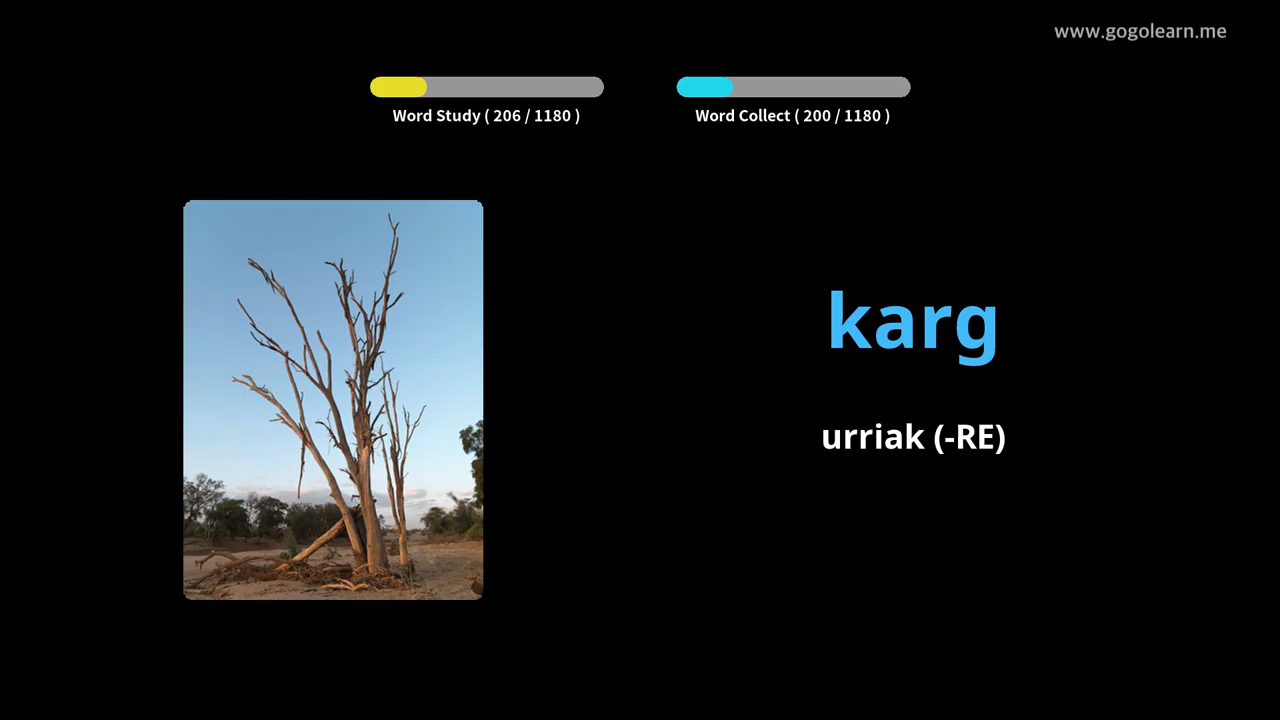 www.gogolearn.me
Word Study ( 206 / 1180 )
Word Collect ( 200 / 1180 )
karg
urriak (-RE)